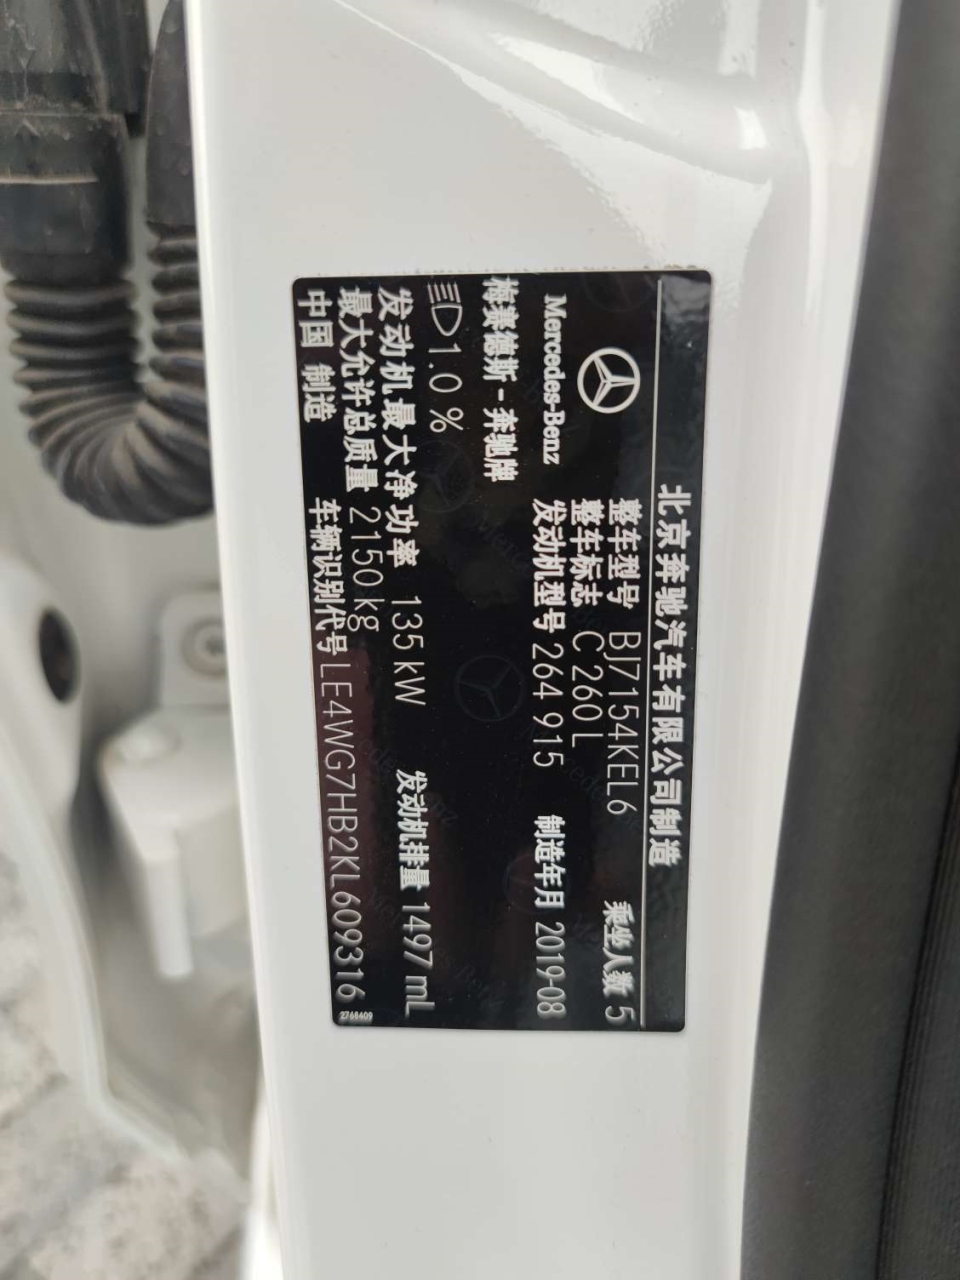 北京奔驰汽车有限公司制造
整车型号 BJ7154KEL6 乘坐人数 5
整车标志 C 260 L
Mercedes-Benz 发动机型号 264 915 制造年月 2019-08
梅赛德斯-奔驰牌
1.0 %
发动机最大净功率 135 kW 发动机排量 1497 mL
最大允许总质量 2150 kg
中国 制造 车辆识别代号 LE4WG7HB2KL609316
2768409